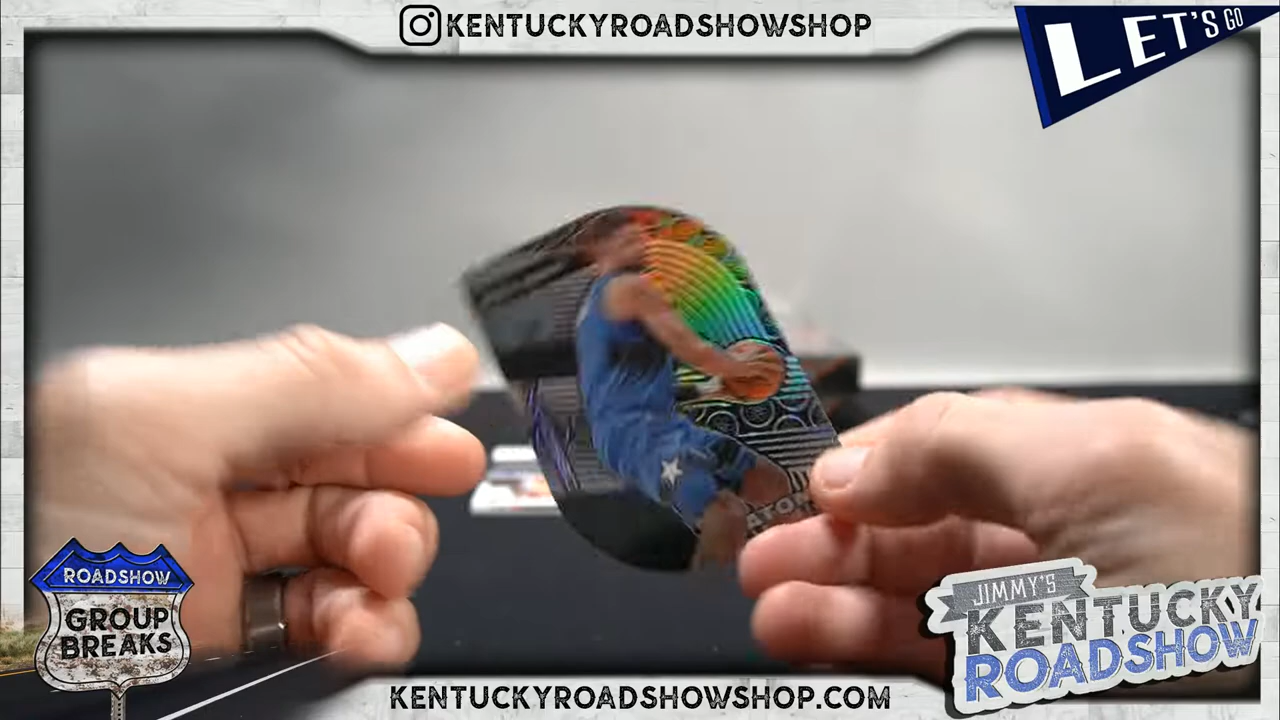 KENTUCKYROADSHOWSHOP
LET'S GO
ROADSHOW
GROUP
BREAKS
JIMMY'S
KENTUCKY
ROADSHOW
KENTUCKYROADSHOWSHOP.COM